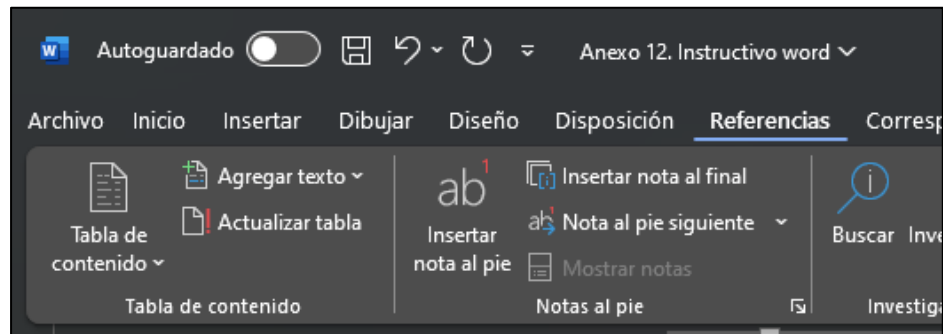 Autoguardado
Anexo 12. Instructivo word
Archivo Inicio Insertar Dibujar Diseño Disposición Referencias
Agregar texto
Actualizar tabla
Tabla de
contenido
Tabla de contenido
ab1
Insertar
nota al pie
Insertar nota al final
Nota al pie siguiente
Mostrar notas
Notas al pie
Buscar